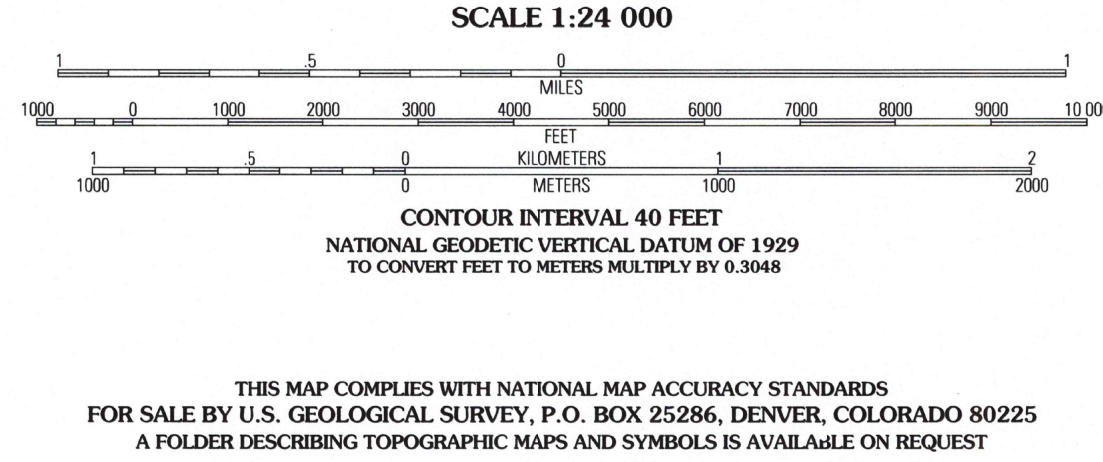 SCALE 1:24 000
1 .5 0 1
MILES
1000 0 1000 2000 3000 4000 5000 6000 7000 8000 9000 10 00
FEET
1 .5 0 KILOMETERS 1 2
1000 0 METERS 1000 2000
CONTOUR INTERVAL 40 FEET
NATIONAL GEODETIC VERTICAL DATUM OF 1929
TO CONVERT FEET TO METERS MULTIPLY BY 0.3048
THIS MAP COMPLIES WITH NATIONAL MAP ACCURACY STANDARDS
FOR SALE BY U.S. GEOLOGICAL SURVEY, P.O. BOX 25286, DENVER, COLORADO 80225
A FOLDER DESCRIBING TOPOGRAPHIC MAPS AND SYMBOLS IS AVAILABLE ON REQUEST